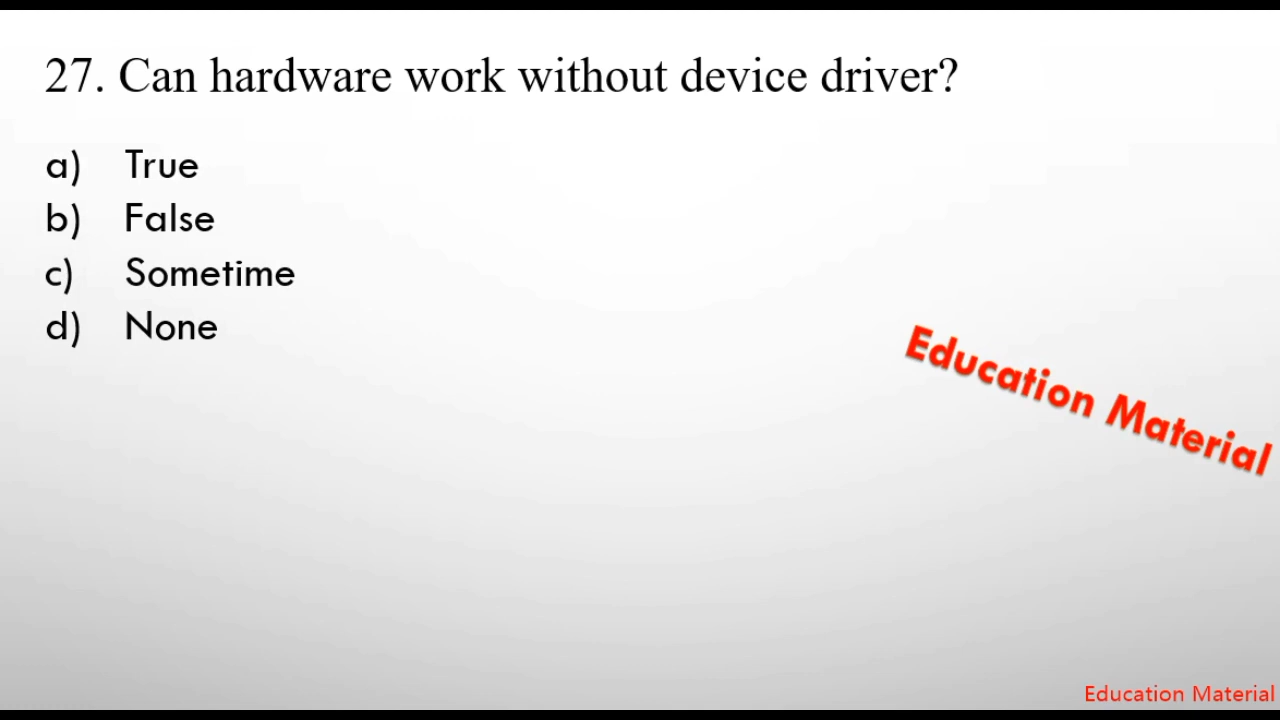 27. Can hardware work without device driver?
a) True
b) False
c) Sometime
d) None
Education Material
Education Material